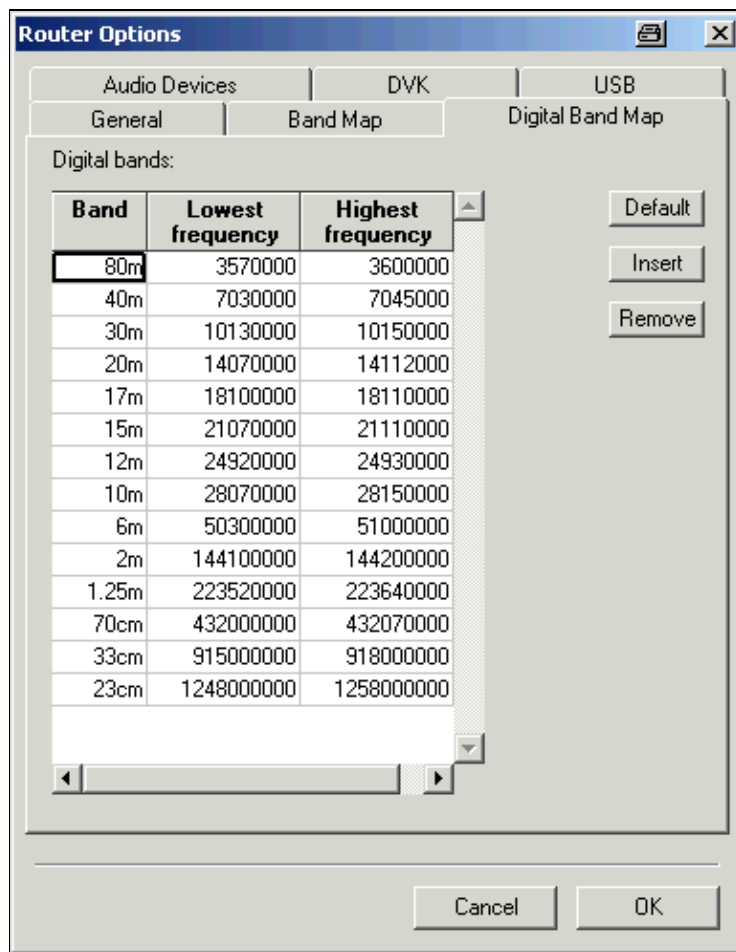 Router Options
Audio Devices DVK USB
General Band Map Digital Band Map
Digital bands:
Band Lowest frequency Highest frequency
80m 3570000 3600000
40m 7030000 7045000
30m 10130000 10150000
20m 14070000 14112000
17m 18100000 18110000
15m 21070000 21110000
12m 24920000 24930000
10m 28070000 28150000
6m 50300000 51000000
2m 144100000 144200000
1.25m 223520000 223640000
70cm 432000000 432070000
33cm 915000000 918000000
23cm 1248000000 1258000000
Default
Insert
Remove
Cancel OK